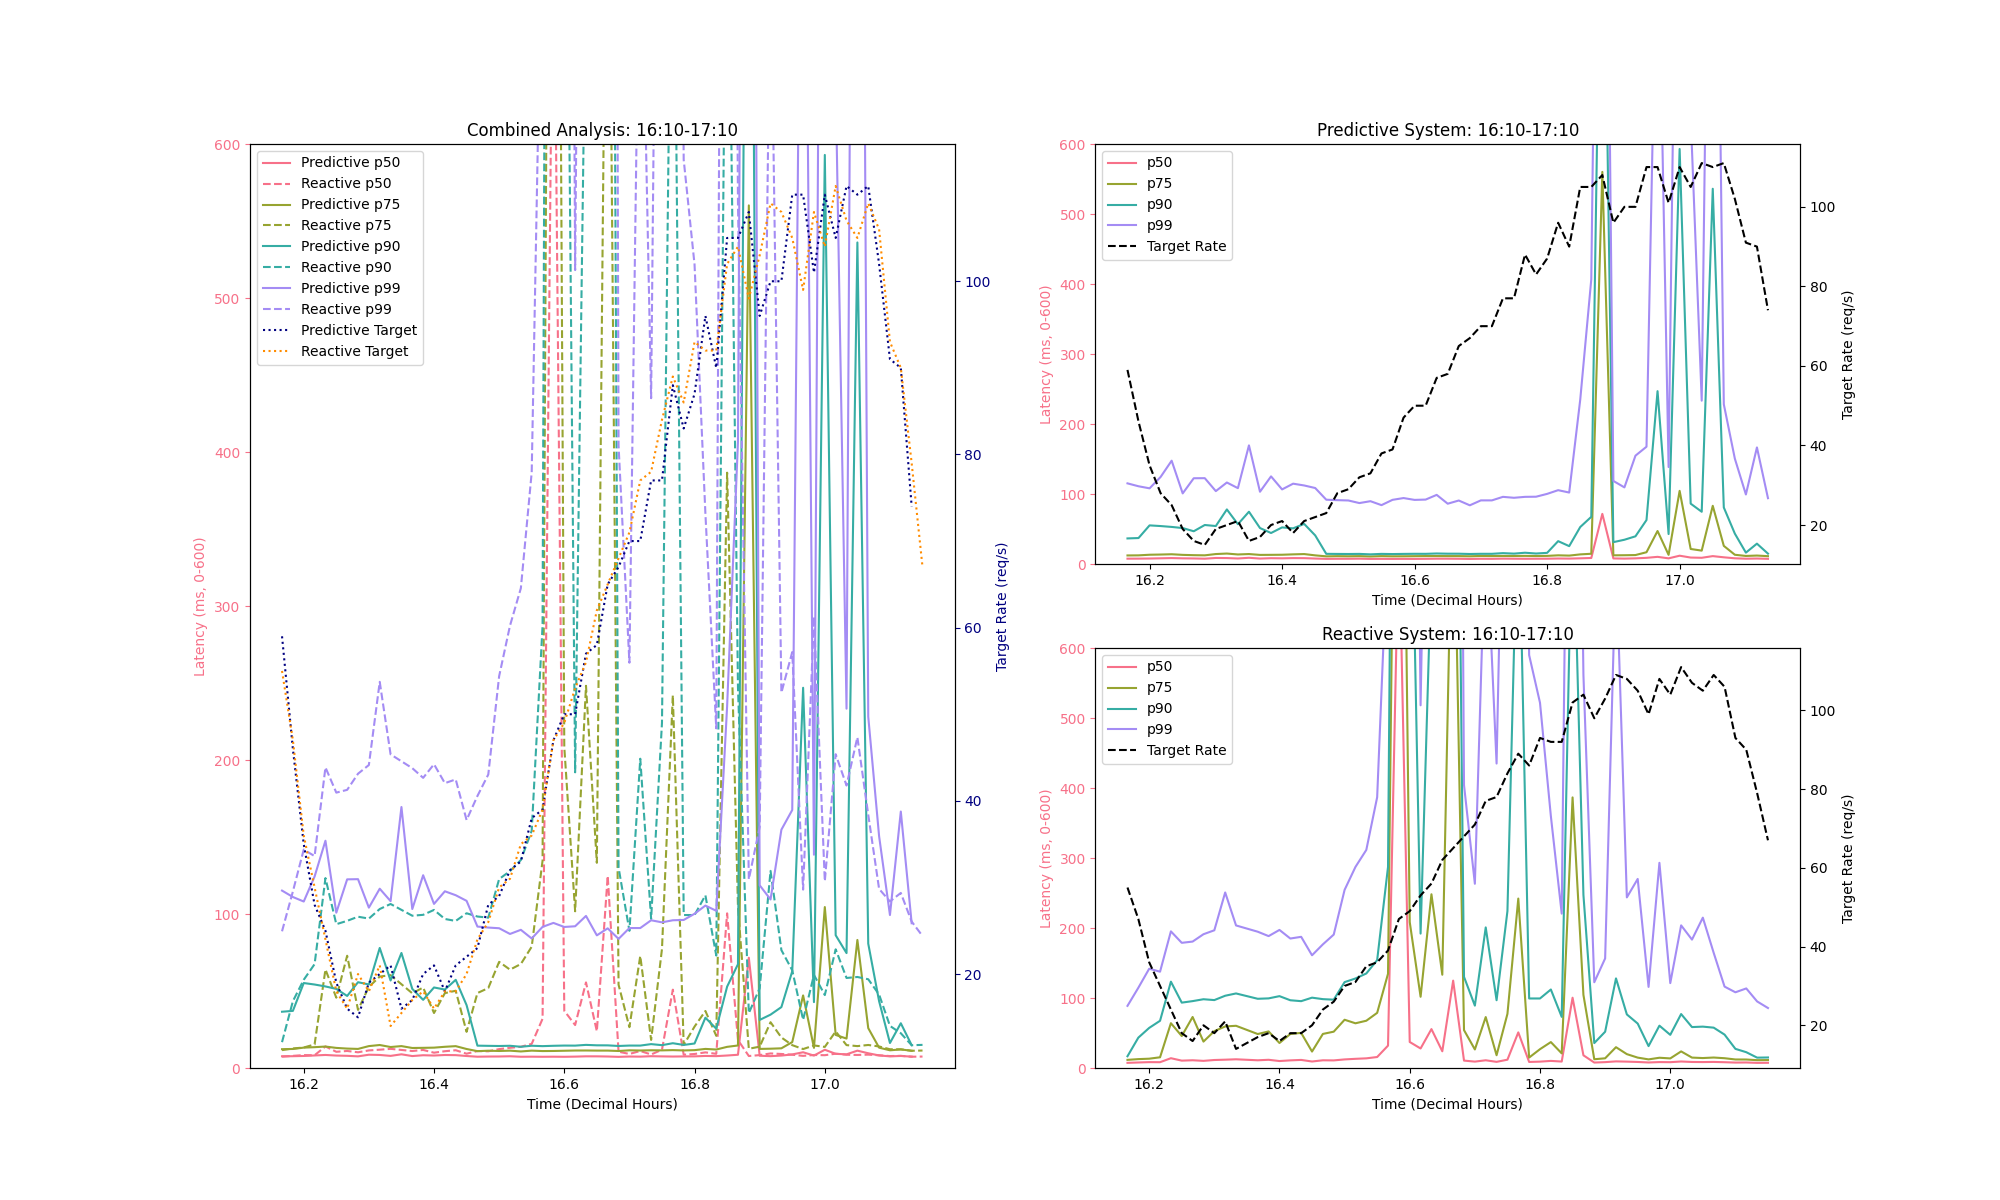 Combined Analysis: 16:10-17:10
600
500
400
300
200
100
0
Latency (ms, 0-600)
Predictive p50
Reactive p50
Predictive p75
Reactive p75
Predictive p90
Reactive p90
Predictive p99
Reactive p99
Predictive Target
Reactive Target
100
80
60
40
20
Target Rate (req/s)
16.2 16.4 16.6 16.8 17.0
Time (Decimal Hours)
Predictive System: 16:10-17:10
600
500
400
300
200
100
0
Latency (ms, 0-600)
p50
p75
p90
p99
Target Rate
100
80
60
40
20
Target Rate (req/s)
16.2 16.4 16.6 16.8 17.0
Time (Decimal Hours)
Reactive System: 16:10-17:10
600
500
400
300
200
100
0
Latency (ms, 0-600)
p50
p75
p90
p99
Target Rate
100
80
60
40
20
Target Rate (req/s)
16.2 16.4 16.6 16.8 17.0
Time (Decimal Hours)